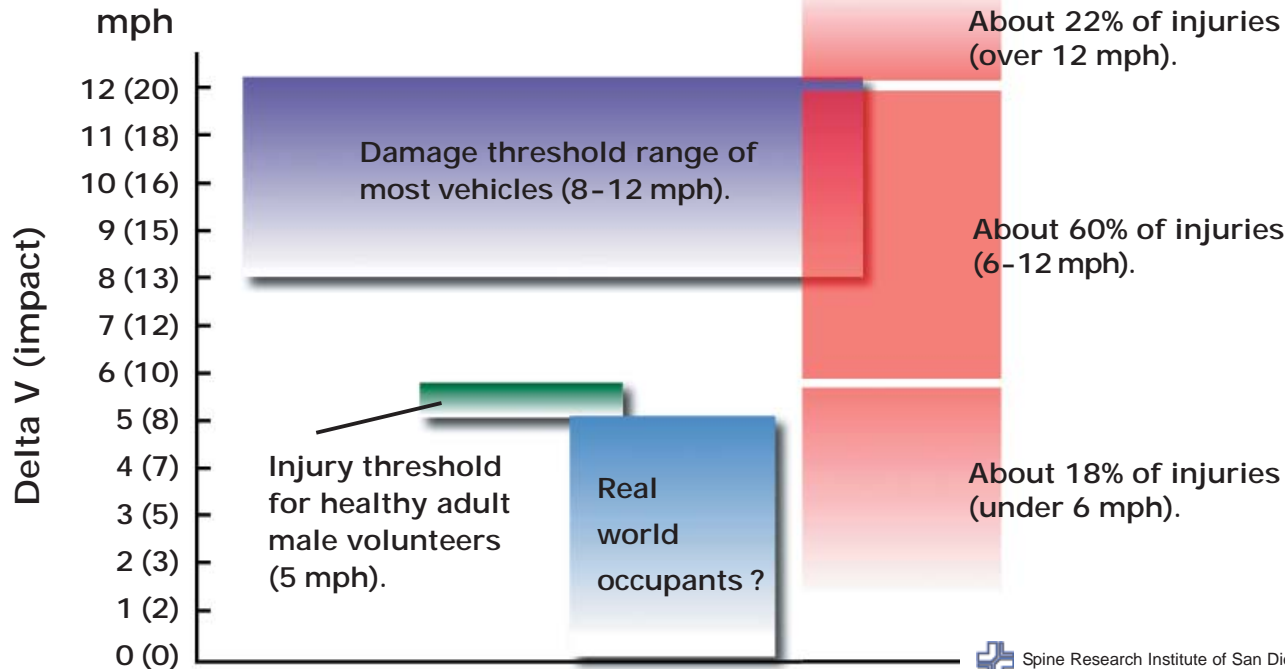 mph
12 (20)
11 (18)
10 (16)
9 (15)
8 (13)
7 (12)
6 (10)
5 (8)
4 (7)
3 (5)
2 (3)
1 (2)
0 (0)
Delta V (impact)
Damage threshold range of
most vehicles (8-12 mph).
Injury threshold
for healthy adult
male volunteers
(5 mph).
Real
world
occupants ?
About 22% of injuries
(over 12 mph).
About 60% of injuries
(6-12 mph).
About 18% of injuries
(under 6 mph).
Spine Research Institute of San Die